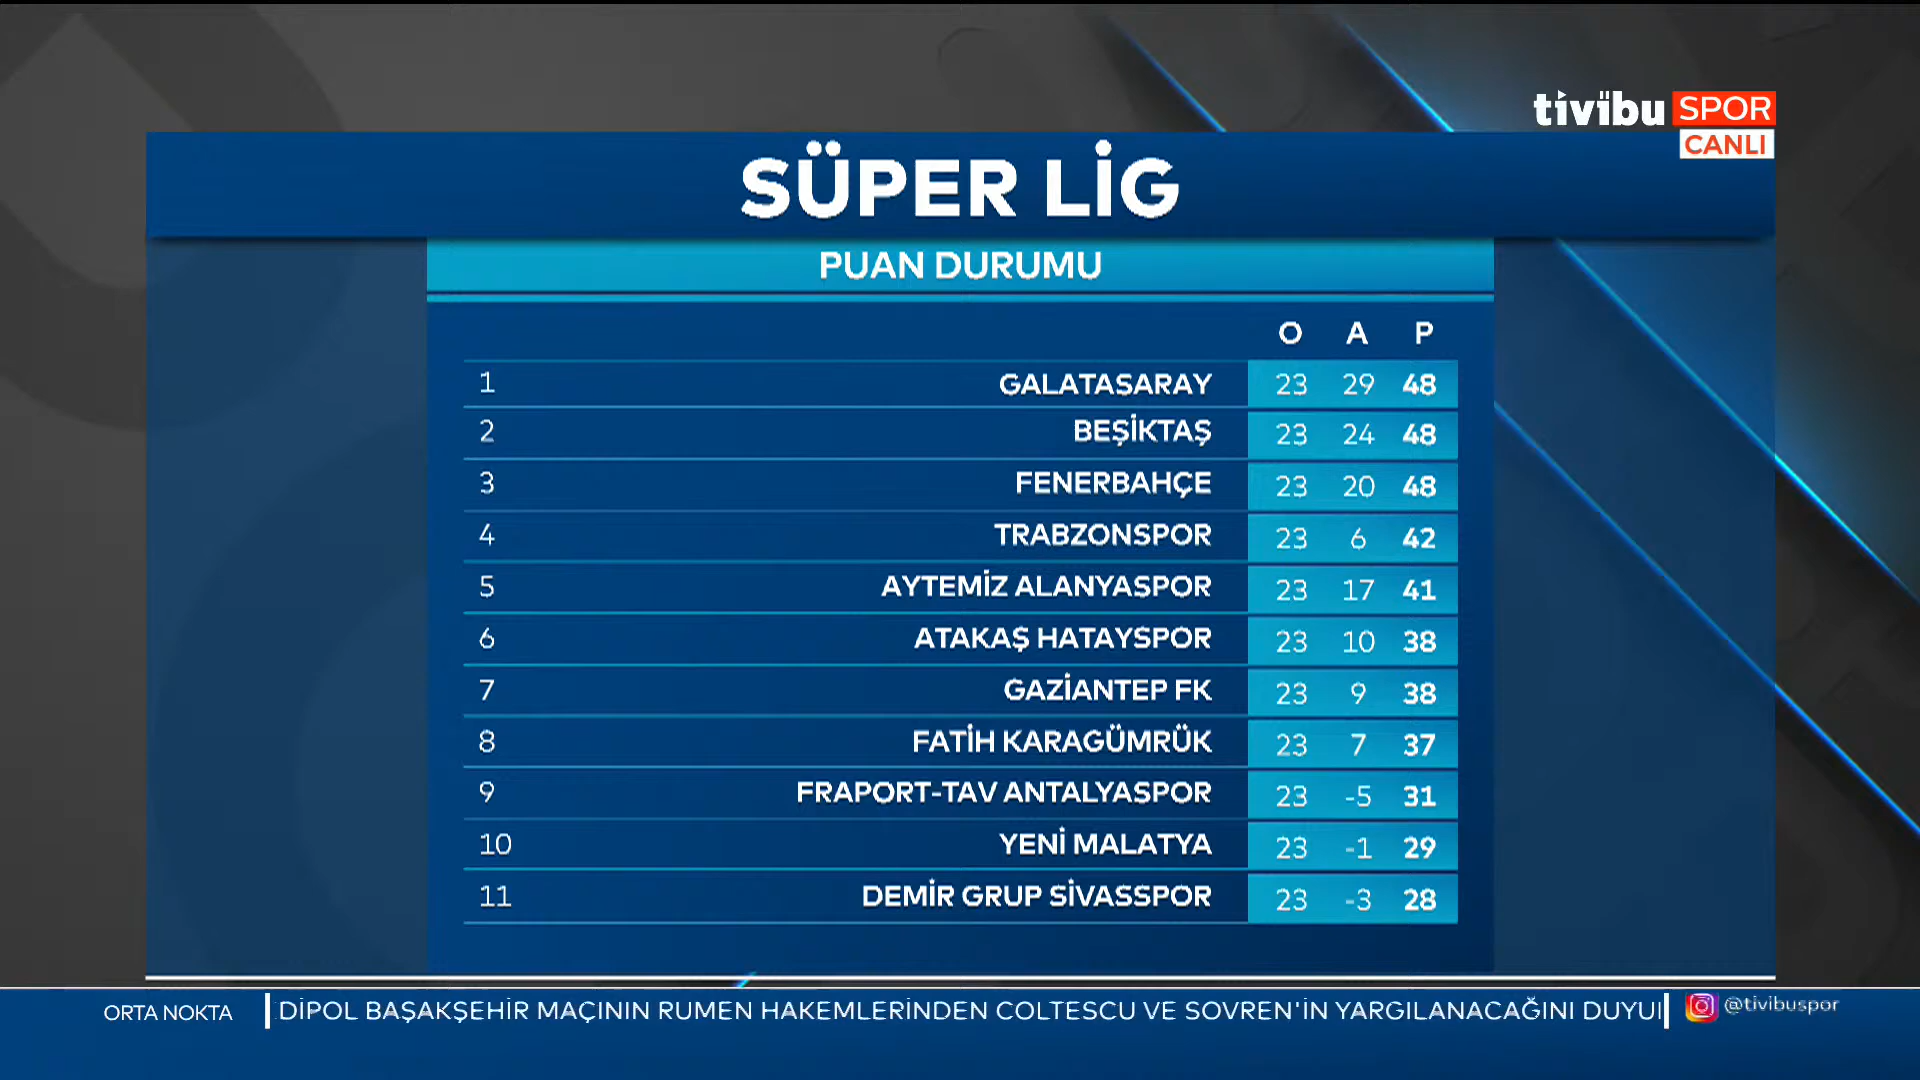 tivibu SPOR
CANLI
SÜPER LİG
PUAN DURUMU
O A P
1 GALATASARAY 23 29 48
2 BEŞİKTAŞ 23 24 48
3 FENERBAHÇE 23 20 48
4 TRABZONSPOR 23 6 42
5 AYTEMİZ ALANYASPOR 23 17 41
6 ATAKAŞ HATAYSPOR 23 10 38
7 GAZİANTEP FK 23 9 38
8 FATİH KARAGÜMRÜK 23 7 37
9 FRAPORT-TAV ANTALYASPOR 23 -5 31
10 YENİ MALATYA 23 -1 29
11 DEMİR GRUP SİVASSPOR 23 -3 28
ORTA NOKTA DİPOL BAŞAKŞEHİR MAÇININ RUMEN HAKEMLERİNDEN COLTESCU VE SOVREN'İN YARGILANACAĞINI DUYUI @tivibuspor